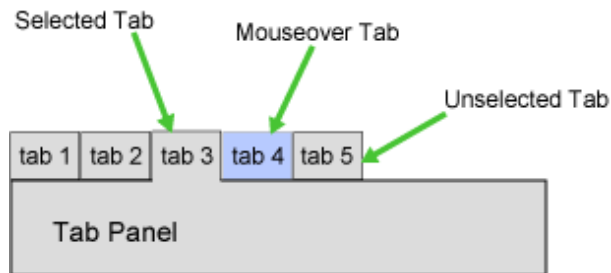 Selected Tab
Mouseover Tab
Unselected Tab
tab 1 tab 2 tab 3 tab 4 tab 5
Tab Panel